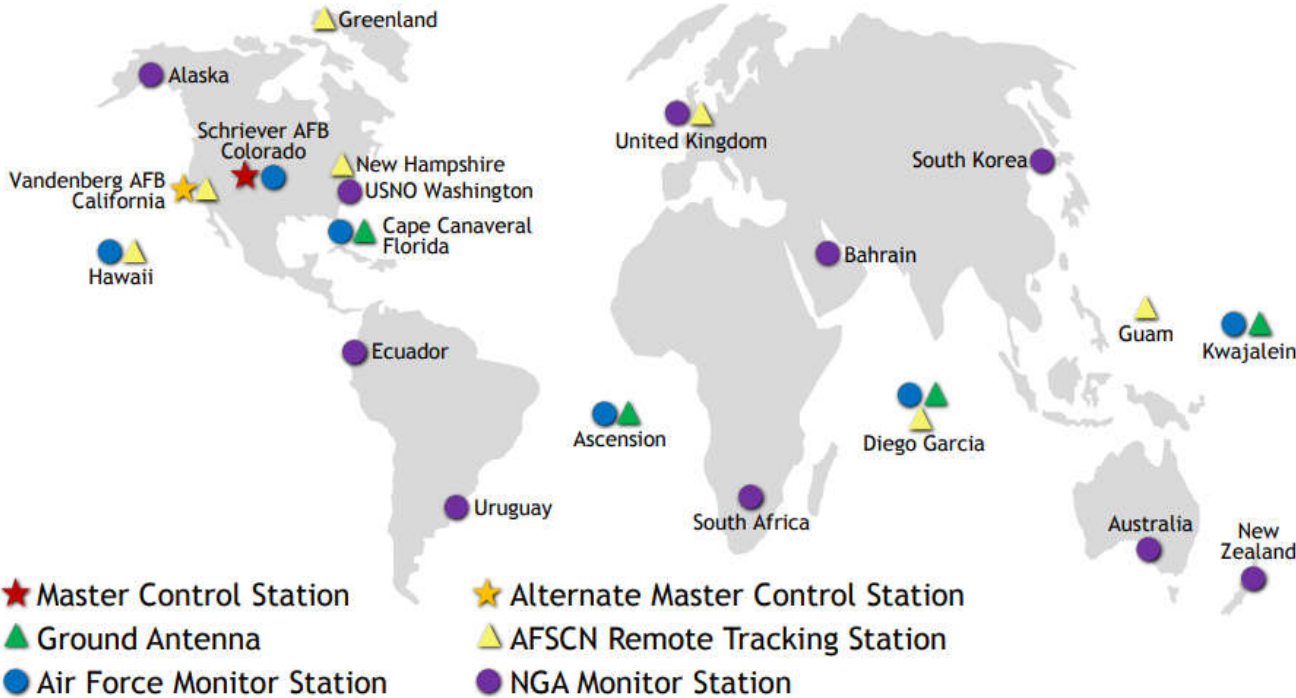 Greenland
Alaska
Schriever AFB
Colorado
New Hampshire
Vandenberg AFB
California
USNO Washington
Cape Canaveral
Florida
Hawaii
United Kingdom
South Korea
Bahrain
Guam
Kwajalein
Ecuador
Ascension
Diego Garcia
Uruguay
South Africa
Australia
New
Zealand
Master Control Station
Alternate Master Control Station
Ground Antenna
AFSCN Remote Tracking Station
Air Force Monitor Station
NGA Monitor Station